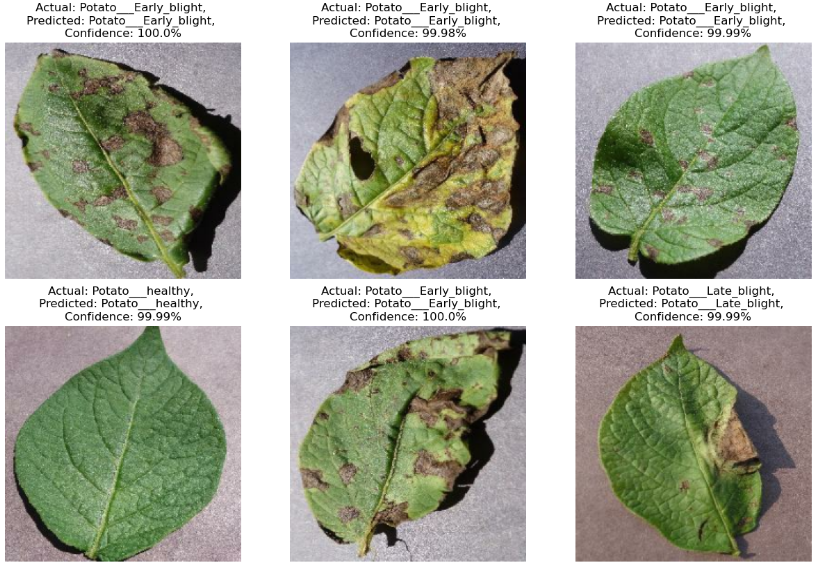 Actual: Potato___Early_blight,
Predicted: Potato___Early_blight,
Confidence: 100.0%
Actual: Potato___Early_blight,
Predicted: Potato___Early_blight,
Confidence: 99.98%
Actual: Potato___Early_blight,
Predicted: Potato___Early_blight,
Confidence: 99.99%
Actual: Potato___healthy,
Predicted: Potato___healthy,
Confidence: 99.99%
Actual: Potato___Early_blight,
Predicted: Potato___Early_blight,
Confidence: 100.0%
Actual: Potato___Late_blight,
Predicted: Potato___Late_blight,
Confidence: 99.99%